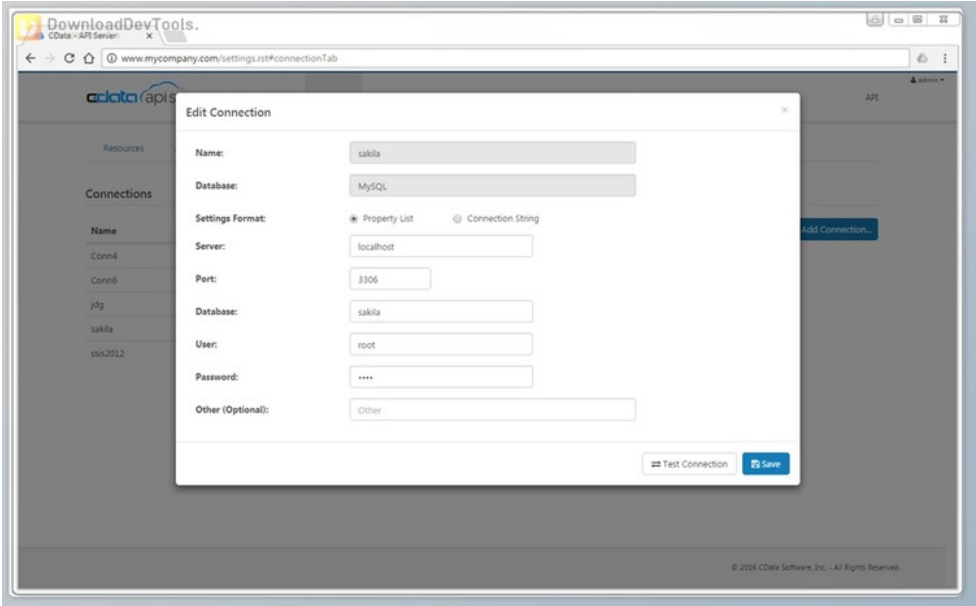 DownloadDevTools.
CData - API Server
www.mycompany.com/settings.rst#connectionTab
admin
cdata api s
API
Edit Connection
Resources
Name: sakila
Database: MySQL
Connections
Settings Format: Property List Connection String
Name
Add Connection...
Server: localhost
Conn4
Port: 3306
Conn6
jdg
Database: sakila
sakila
User: root
ssis2012
Password: ••••
Other (Optional): Other
Test Connection Save
© 2016 CData Software, Inc. - All Rights Reserved.